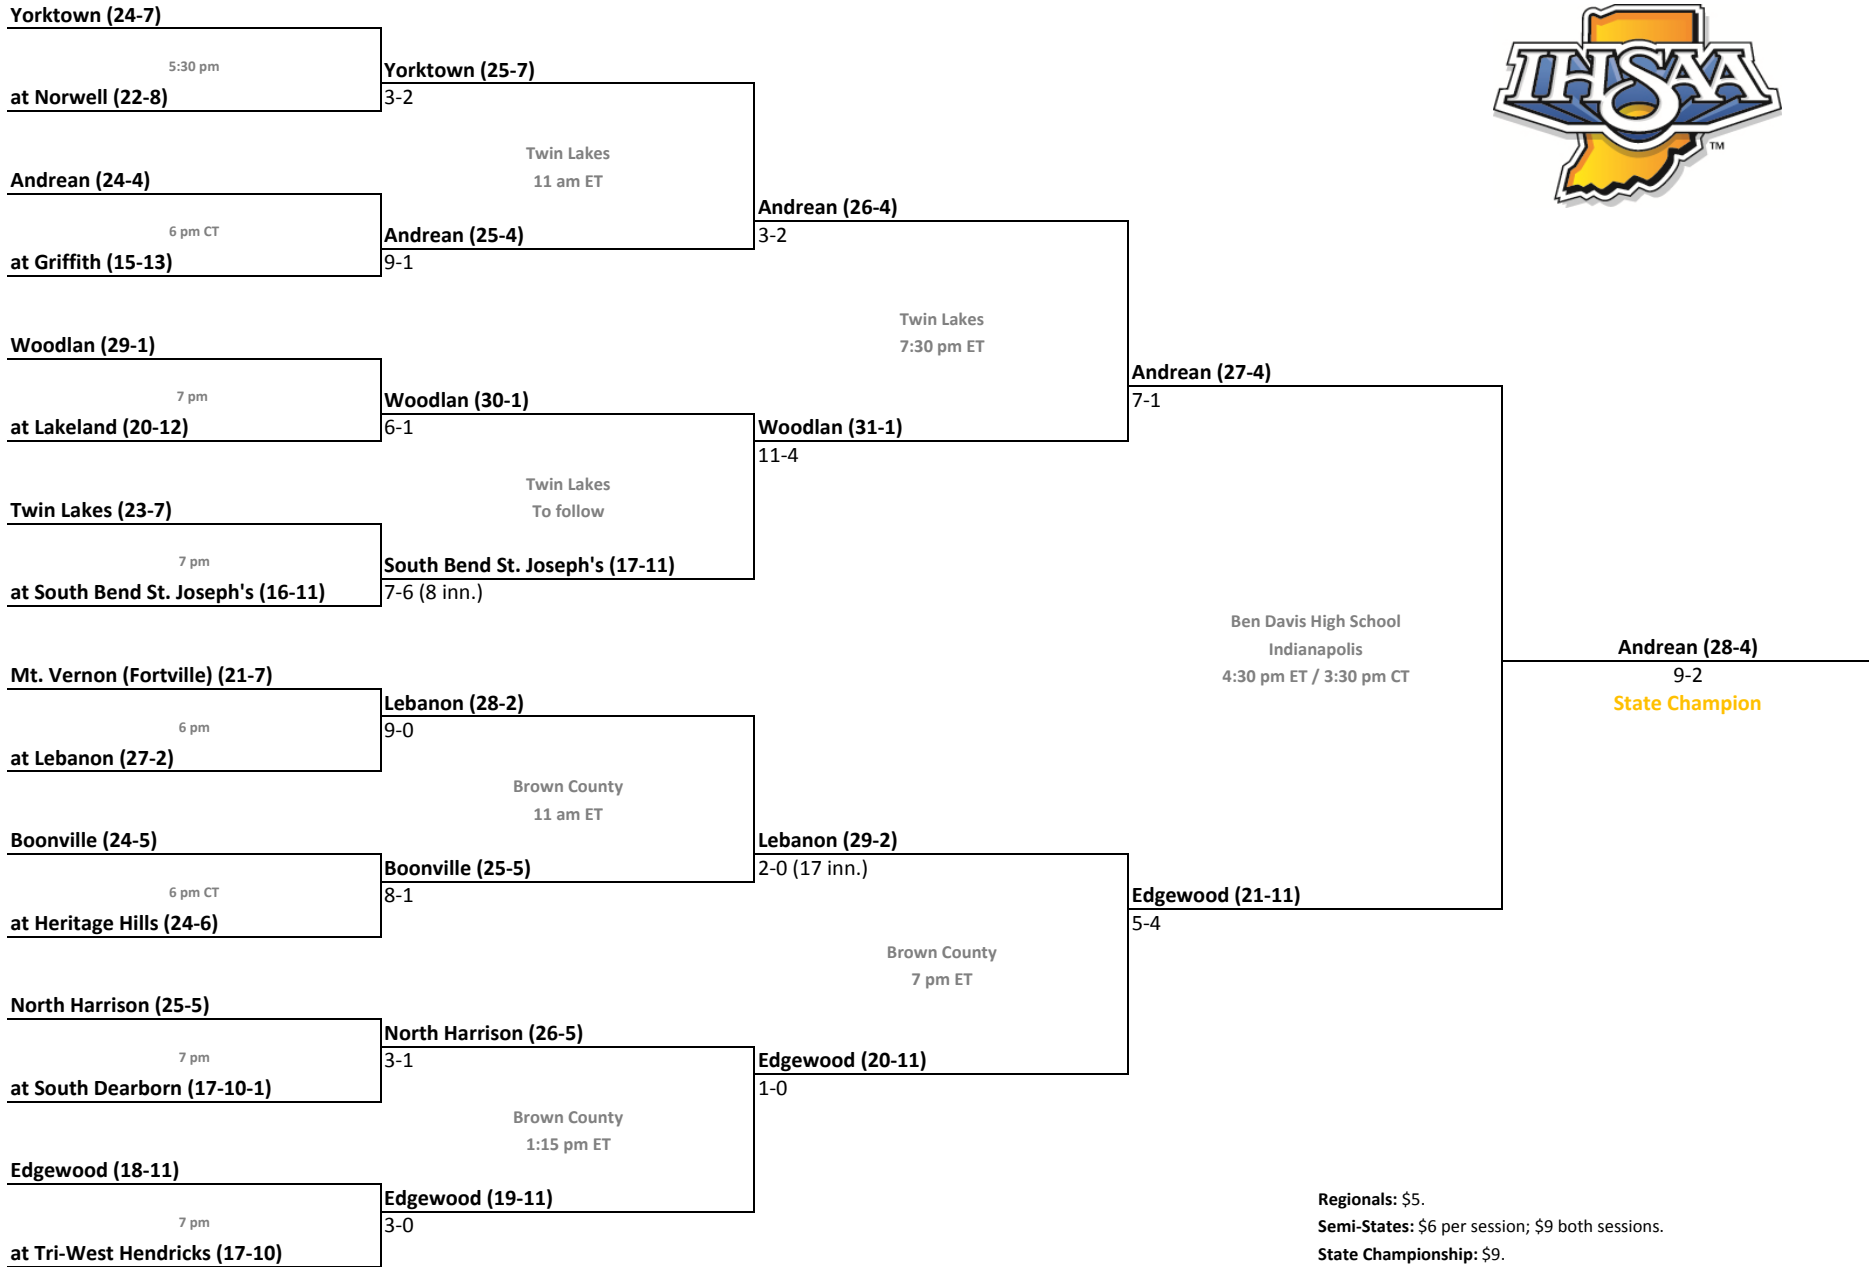 Yorktown (24-7)
5:30 pm
at Norwell (22-8)
Yorktown (25-7)
3-2
Twin Lakes
11 am ET
Andrean (24-4)
6 pm CT
at Griffith (15-13)
Andrean (25-4)
9-1
Andrean (26-4)
3-2
Twin Lakes
7:30 pm ET
Woodlan (29-1)
7 pm
at Lakeland (20-12)
Woodlan (30-1)
6-1
Woodlan (31-1)
11-4
Andrean (27-4)
7-1
Twin Lakes
To follow
Twin Lakes (23-7)
7 pm
at South Bend St. Joseph's (16-11)
South Bend St. Joseph's (17-11)
7-6 (8 inn.)
Ben Davis High School
Indianapolis
4:30 pm ET / 3:30 pm CT
Andrean (28-4)
9-2
State Champion
Mt. Vernon (Fortville) (21-7)
6 pm
at Lebanon (27-2)
Lebanon (28-2)
9-0
Brown County
11 am ET
Boonville (24-5)
6 pm CT
at Heritage Hills (24-6)
Boonville (25-5)
8-1
Lebanon (29-2)
2-0 (17 inn.)
Edgewood (21-11)
5-4
Brown County
7 pm ET
North Harrison (25-5)
7 pm
at South Dearborn (17-10-1)
North Harrison (26-5)
3-1
Edgewood (20-11)
1-0
Brown County
1:15 pm ET
Edgewood (18-11)
7 pm
at Tri-West Hendricks (17-10)
Edgewood (19-11)
3-0
IHSAA
TM
Regionals: $5.
Semi-States: $6 per session; $9 both sessions.
State Championship: $9.